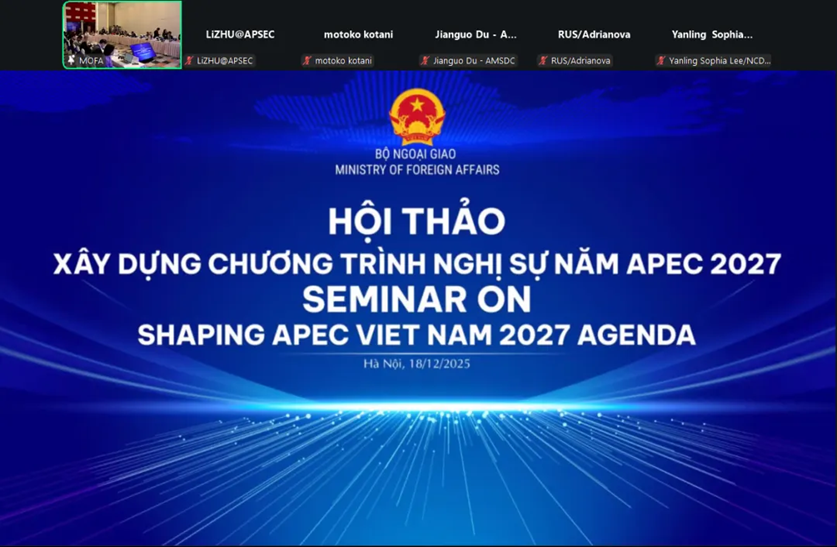 LiZHU@APSEC
motoko kotani
Jianguo Du - A...
RUS/Adrianova
Yanling Sophia...
MOFA
LiZHU@APSEC
motoko kotani
Jianguo Du - AMSDC
RUS/Adrianova
Yanling Sophia Lee/NCD...
BỘ NGOẠI GIAO
MINISTRY OF FOREIGN AFFAIRS
HỘI THẢO
XÂY DỰNG CHƯƠNG TRÌNH NGHỊ SỰ NĂM APEC 2027
SEMINAR ON
SHAPING APEC VIET NAM 2027 AGENDA
Hà Nội, 18/12/2025